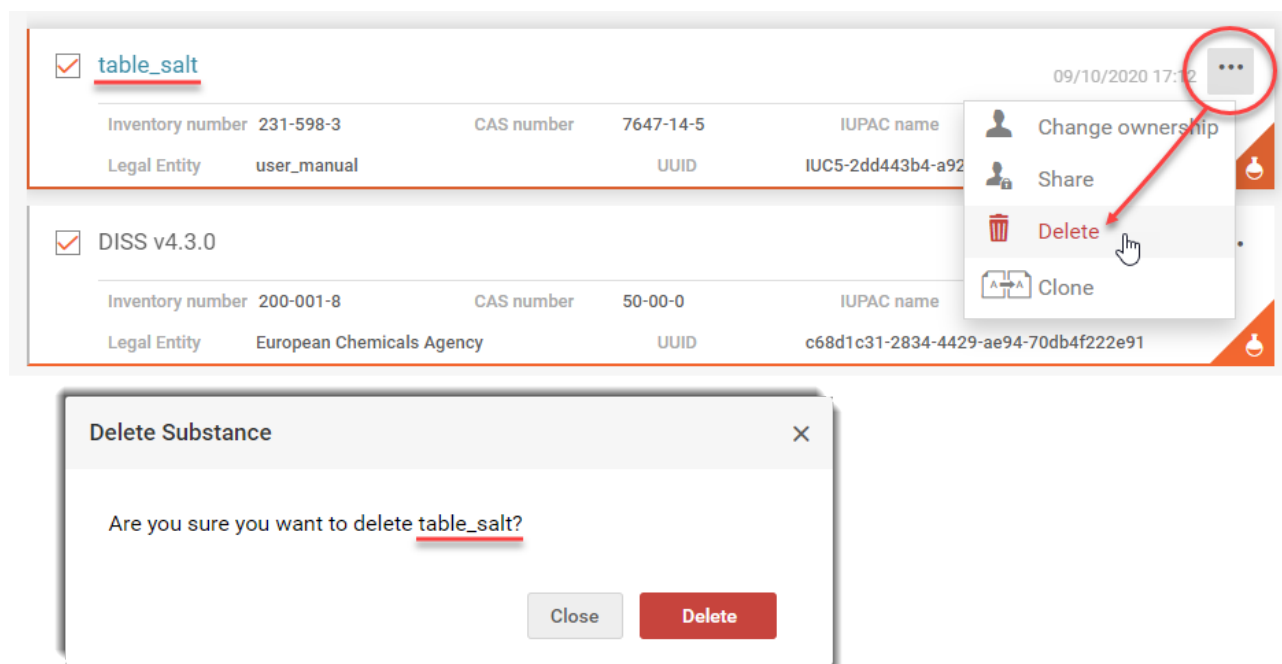 table_salt
09/10/2020 17:12
Inventory number 231-598-3 CAS number 7647-14-5 IUPAC name
Legal Entity user_manual UUID IUC5-2dd443b4-a92
Change ownership
Share
Delete
Clone
DISS v4.3.0
Inventory number 200-001-8 CAS number 50-00-0 IUPAC name
Legal Entity European Chemicals Agency UUID c68d1c31-2834-4429-ae94-70db4f222e91
Delete Substance
Are you sure you want to delete table_salt?
Close Delete